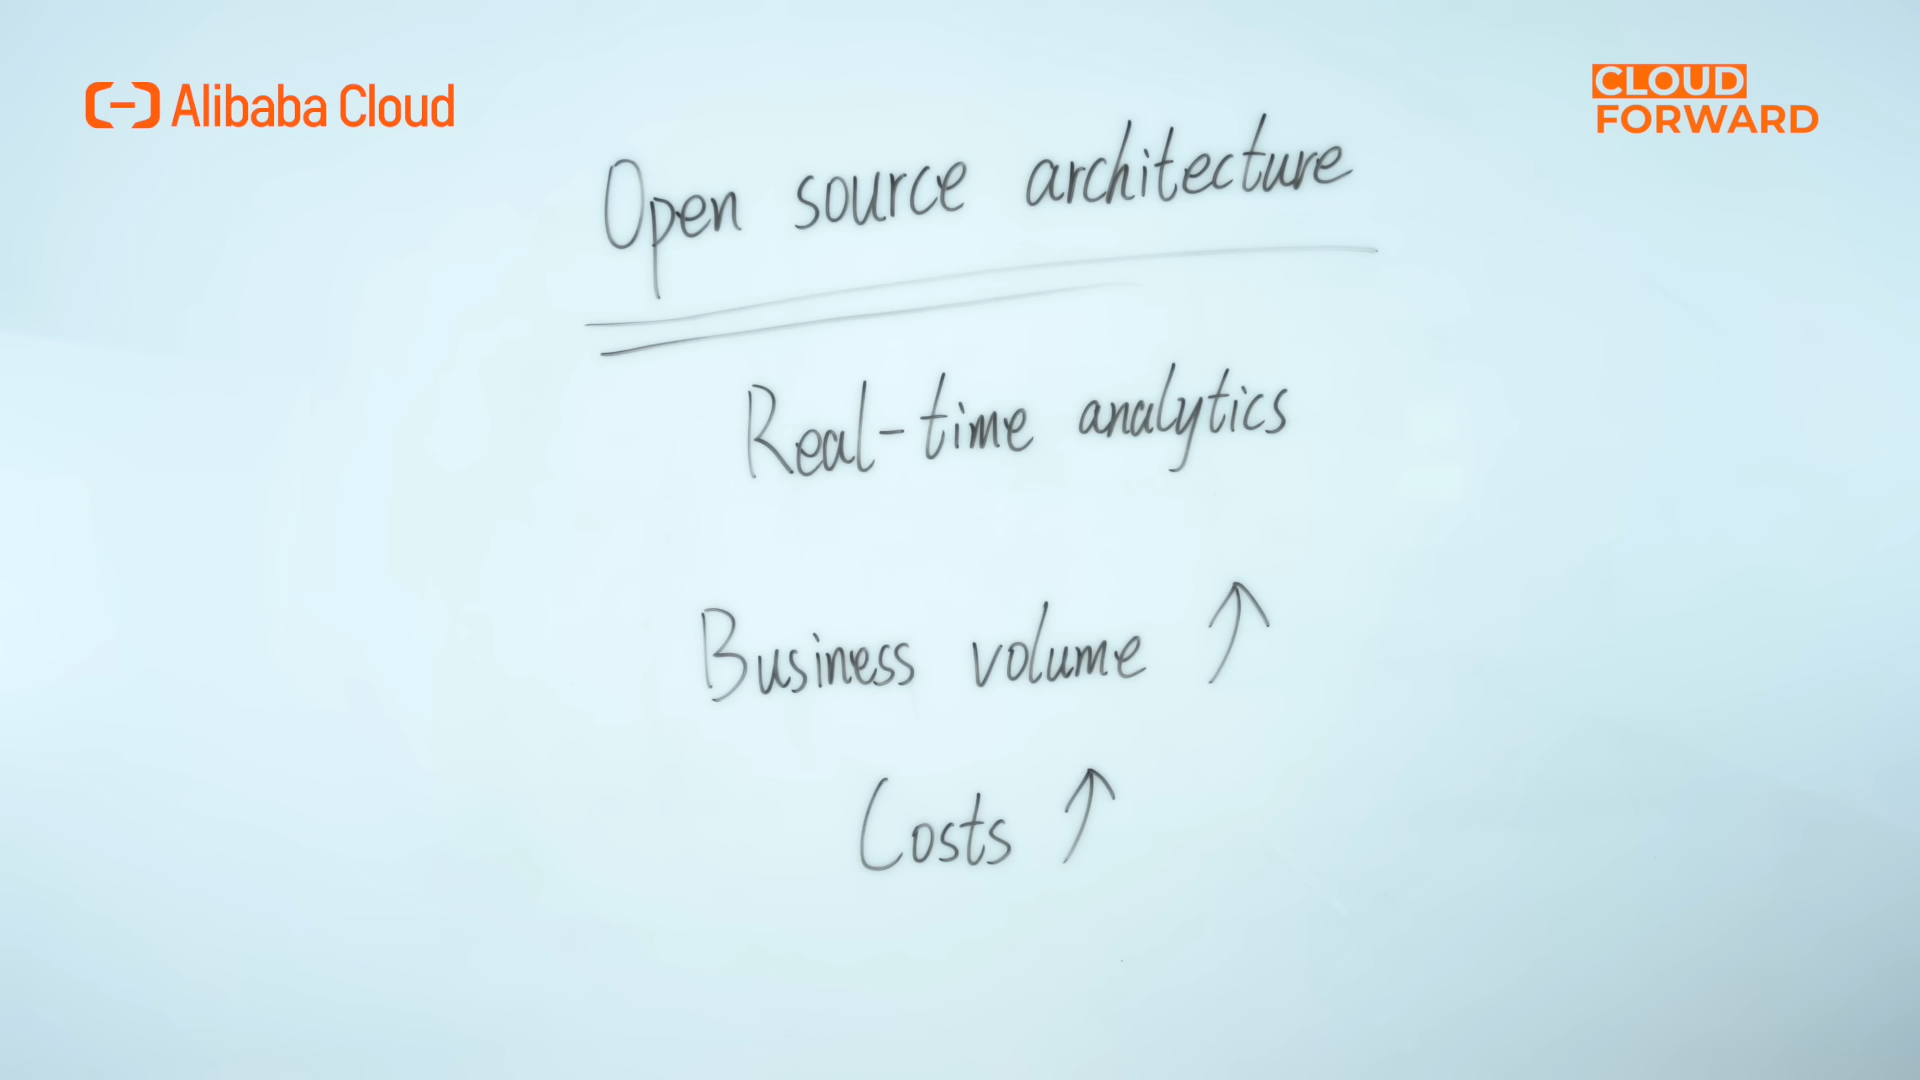 Alibaba Cloud
CLOUD
FORWARD
Open source architecture
Real-time analytics
Business volume ↑
Costs ↑